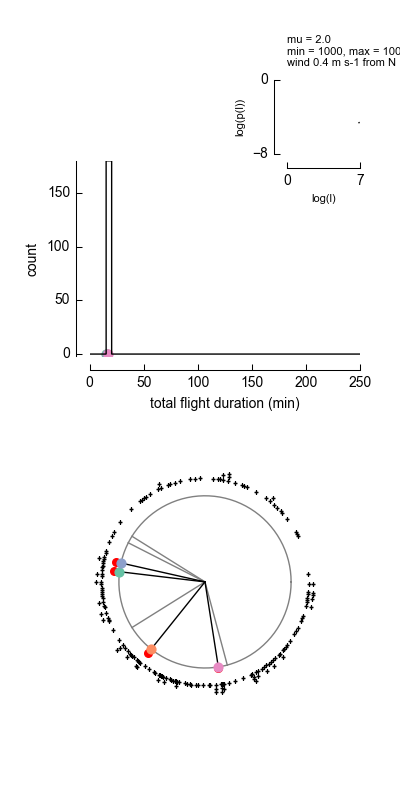 mu = 2.0
min = 1000, max = 100
wind 0.4 m s-1 from N
0
log(p(l))
−8
0
7
log(l)
150
100
50
0
count
0
50
100
150
200
250
total flight duration (min)